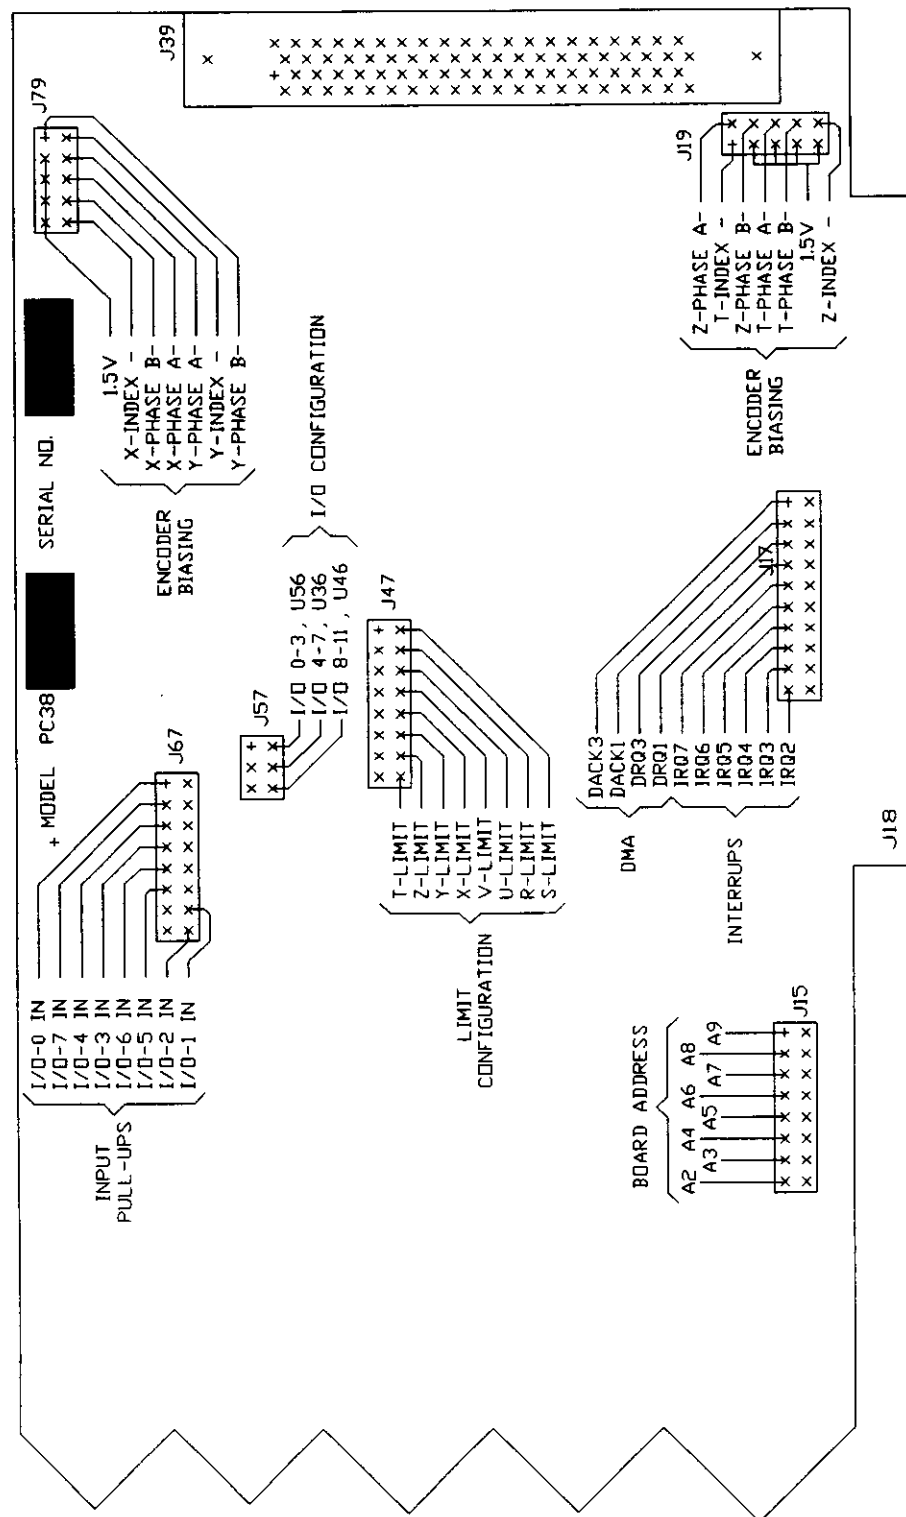 + MODEL PC38
SERIAL NO.
J79
J39
J67
I/O-0 IN
I/O-7 IN
I/O-4 IN
I/O-3 IN
I/O-6 IN
I/O-5 IN
I/O-2 IN
I/O-1 IN
INPUT
PULL-UPS
1.5V
X-INDEX -
X-PHASE B-
X-PHASE A-
Y-PHASE A-
Y-INDEX -
Y-PHASE B-
ENCODER
BIASING
J57
I/O 0-3, U56
I/O 4-7, U36
I/O 8-11, U46
I/O CONFIGURATION
J47
T-LIMIT
Z-LIMIT
Y-LIMIT
X-LIMIT
V-LIMIT
U-LIMIT
R-LIMIT
S-LIMIT
LIMIT
CONFIGURATION
J19
Z-PHASE A-
T-INDEX -
Z-PHASE B-
T-PHASE A-
T-PHASE B-
1.5V
Z-INDEX -
ENCODER
BIASING
DACK3
DACK1
DRQ3
DRQ1
IRQ7
IRQ6
IRQ5
IRQ4
IRQ3
IRQ2
DMA
INTERRUPS
J17
BOARD ADDRESS
A2 A3 A4 A5 A6 A7 A8 A9
J15
J18